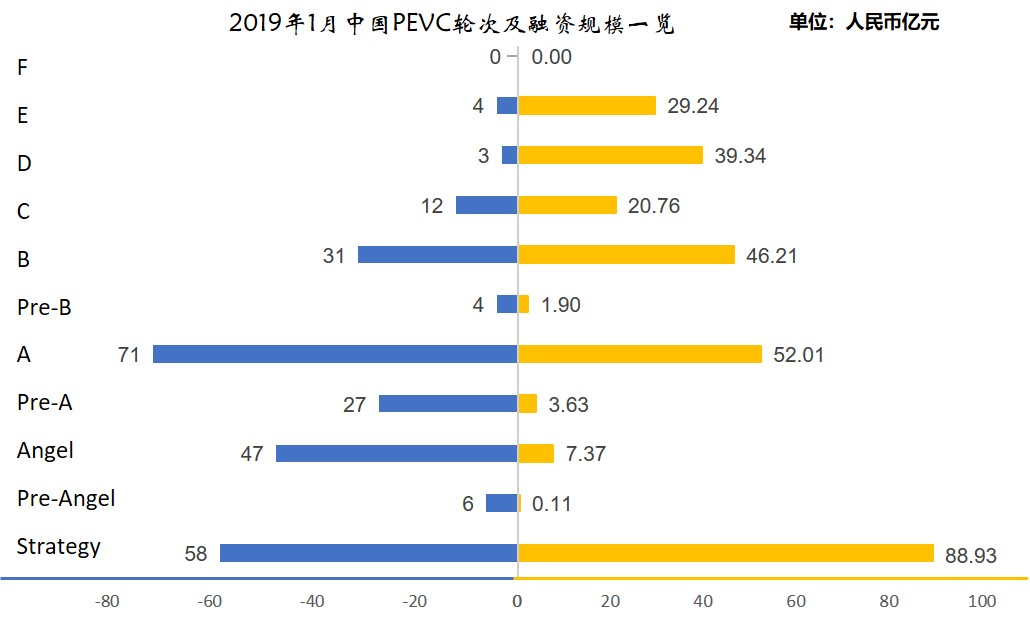 2019年1月中国PEVC轮次及融资规模一览 单位：人民币亿元
F 0 0.00
E 4 29.24
D 3 39.34
C 12 20.76
B 31 46.21
Pre-B 4 1.90
A 71 52.01
Pre-A 27 3.63
Angel 47 7.37
Pre-Angel 6 0.11
Strategy 58 88.93
-80 -60 -40 -20 0 20 40 60 80 100